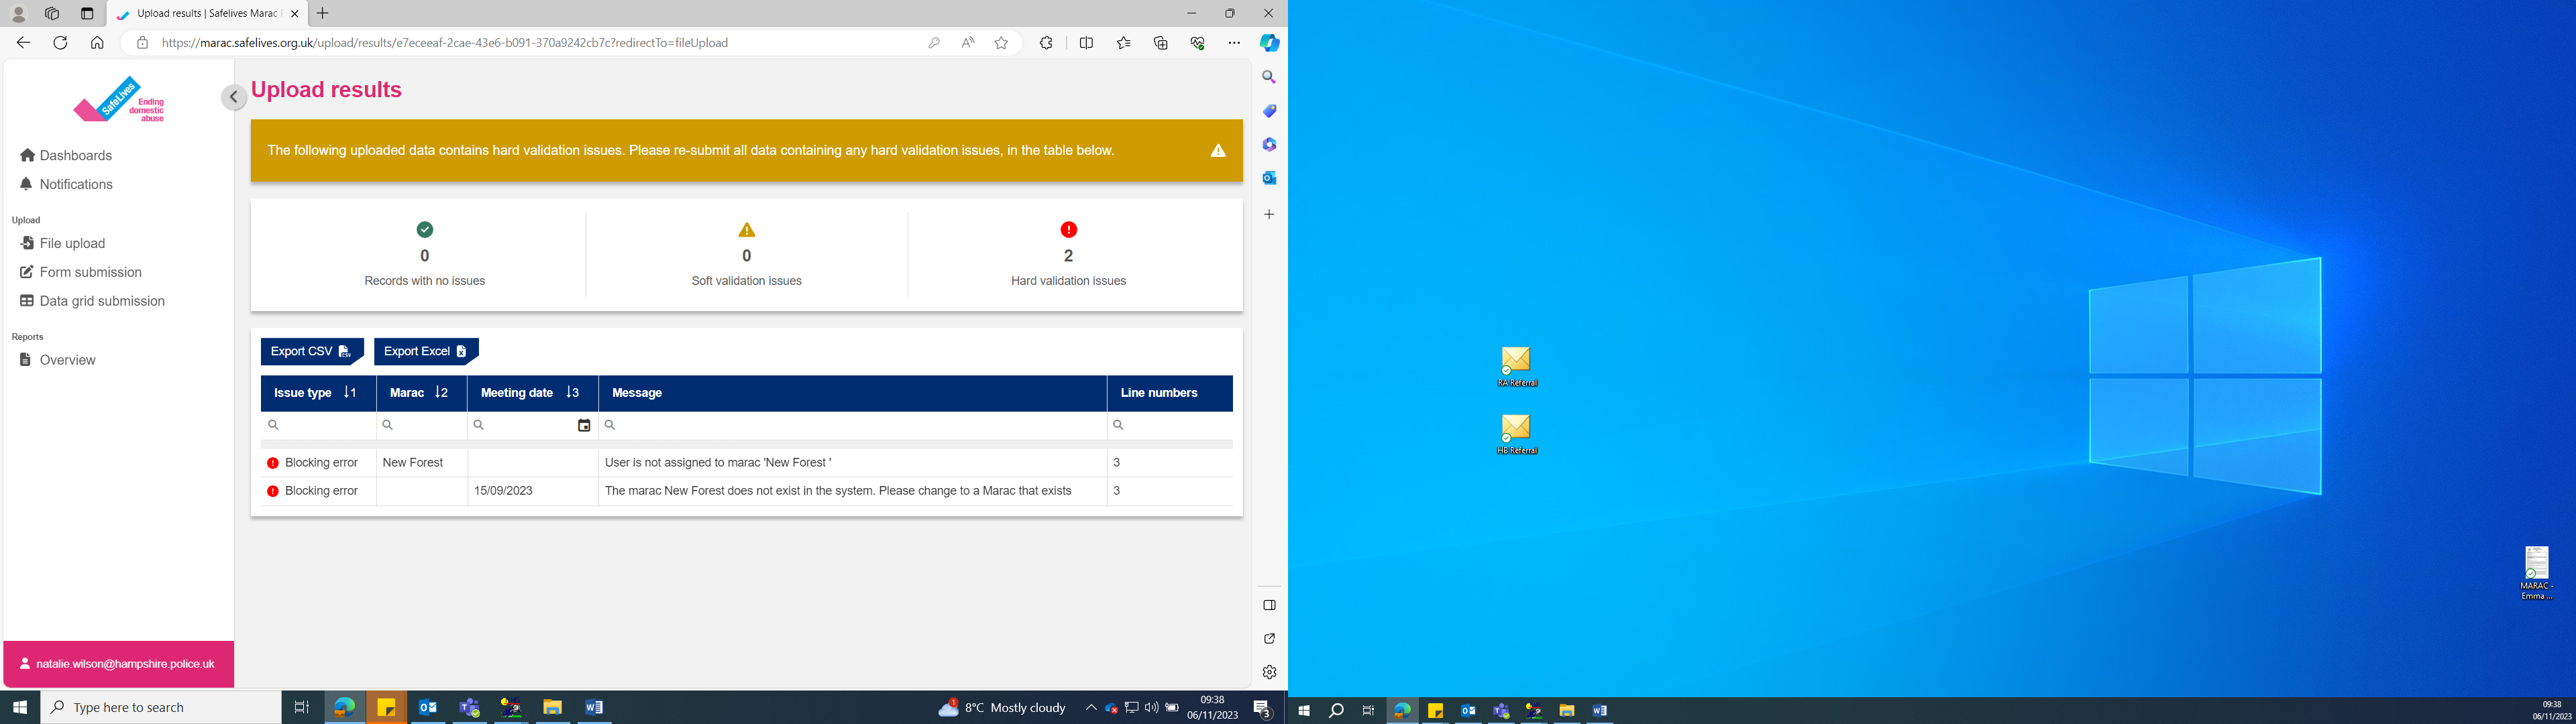 Upload results | Safelives Marac
https://marac.safelives.org.uk/upload/results/e7eceeaf-2cae-43e6-b091-370a9242cb7c?redirectTo=fileUpload
SafeLives
Ending
domestic
abuse
Dashboards
Notifications
Upload
File upload
Form submission
Data grid submission
Reports
Overview
natalie.wilson@hampshire.police.uk
Upload results
The following uploaded data contains hard validation issues. Please re-submit all data containing any hard validation issues, in the table below.
0 0 2
Records with no issues Soft validation issues Hard validation issues
Export CSV Export Excel
Issue type 1 Marac 2 Meeting date 3 Message Line numbers
Blocking error New Forest User is not assigned to marac 'New Forest ' 3
Blocking error 15/09/2023 The marac New Forest does not exist in the system. Please change to a Marac that exists 3
Type here to search
1 8°C Mostly cloudy
09:38
06/11/2023
3
RA Referral
HB Referral
MARAC -
Emma ...
09:38
06/11/2023